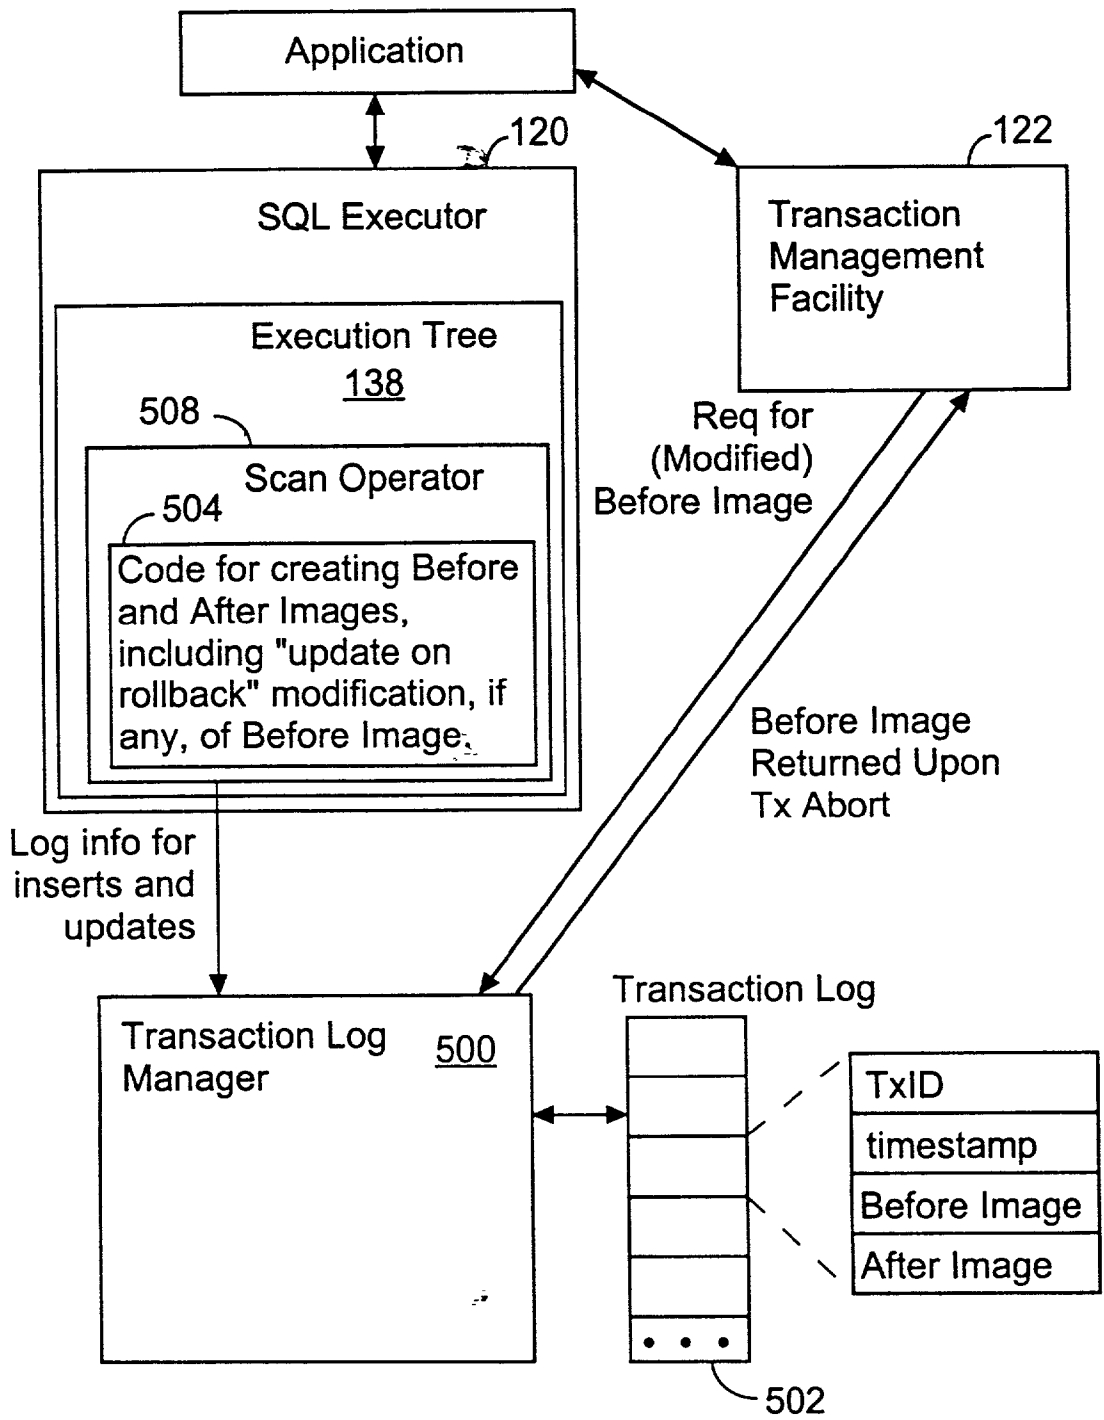 Application
120
122
SQL Executor
Transaction
Management
Facility
Execution Tree
138
508
Req for
(Modified)
Before Image
Scan Operator
504
Code for creating Before
and After Images,
including "update on
rollback" modification, if
any, of Before Image
Before Image
Returned Upon
Tx Abort
Log info for
inserts and
updates
Transaction Log
Transaction Log
Manager
500
TxID
timestamp
Before Image
After Image
502